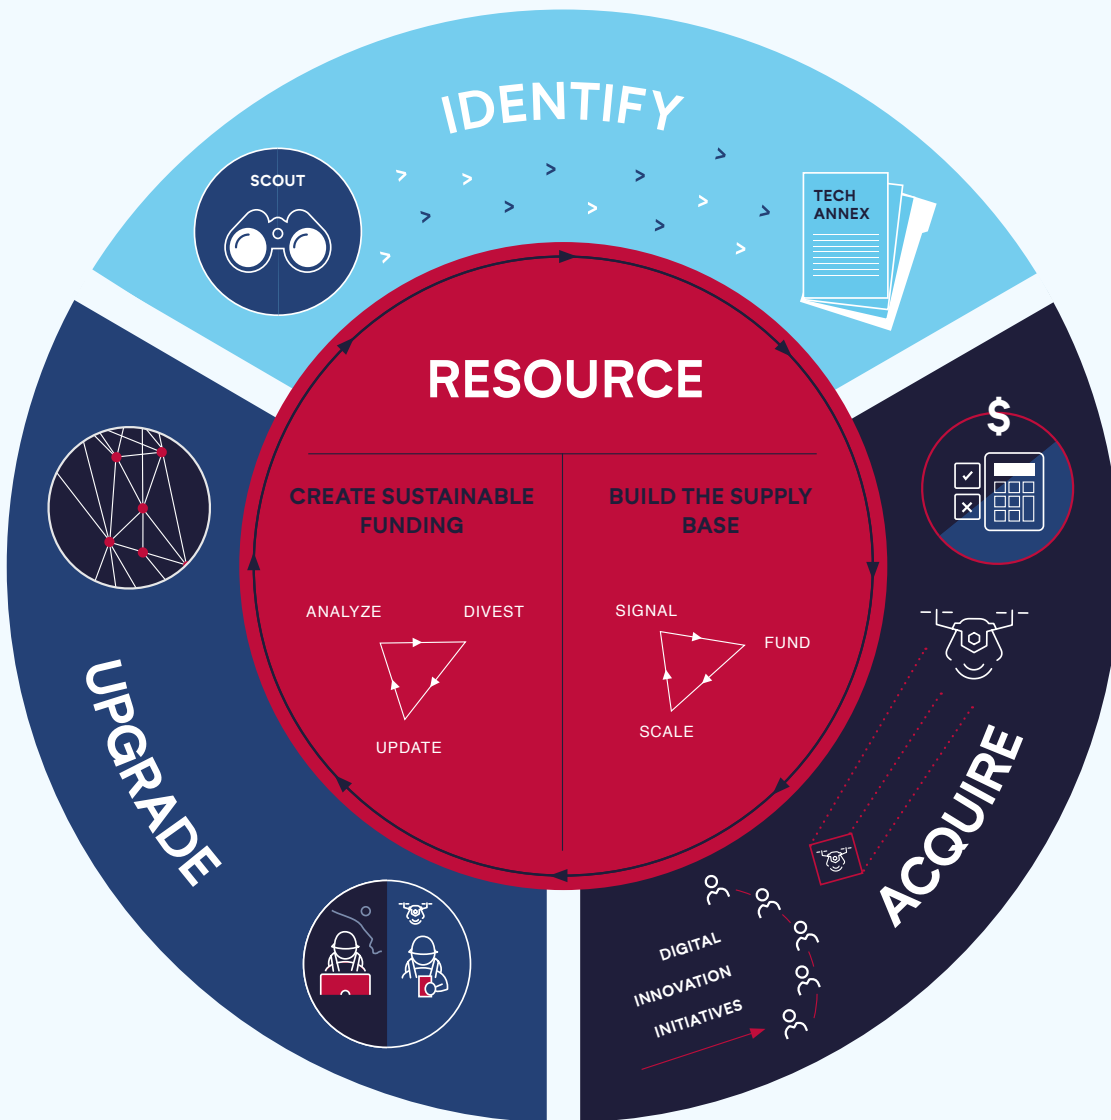 IDENTIFY
SCOUT
TECH
ANNEX
RESOURCE
CREATE SUSTAINABLE
FUNDING
BUILD THE SUPPLY
BASE
ANALYZE
DIVEST
UPDATE
SIGNAL
FUND
SCALE
$
UPGRADE
ACQUIRE
DIGITAL
INNOVATION
INITIATIVES